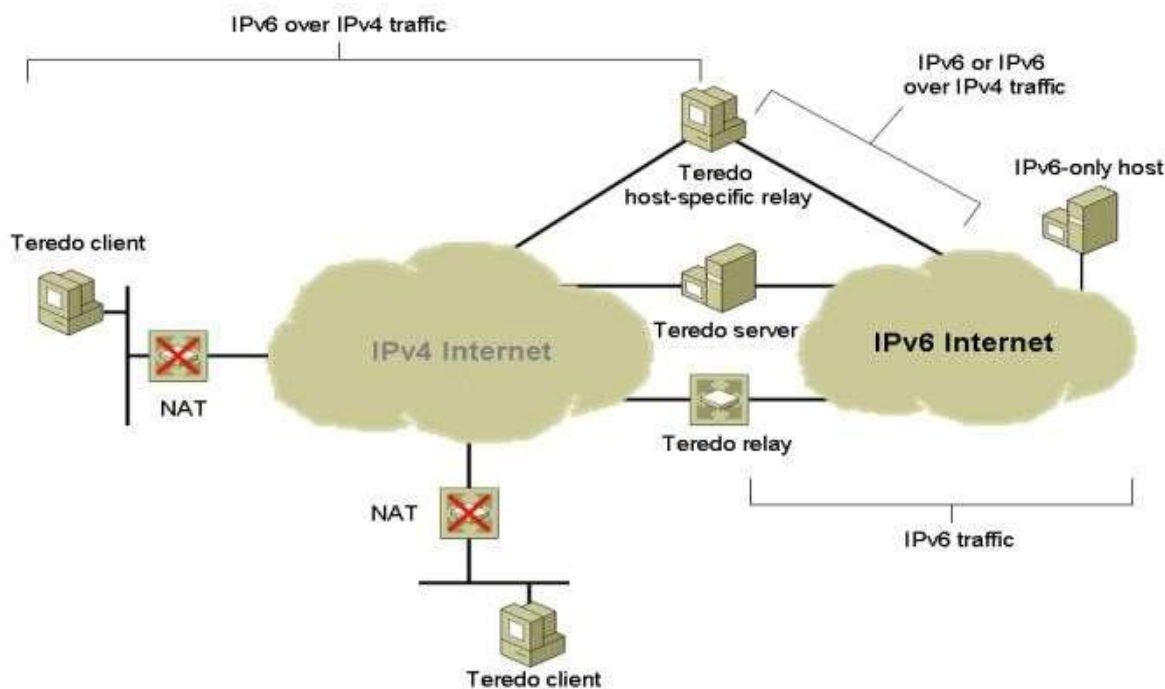 IPv6 over IPv4 traffic
IPv6 or IPv6
over IPv4 traffic
Teredo
host-specific relay
IPv6-only host
Teredo client
IPv4 Internet
Teredo server
IPv6 Internet
NAT
Teredo relay
NAT
IPv6 traffic
Teredo client